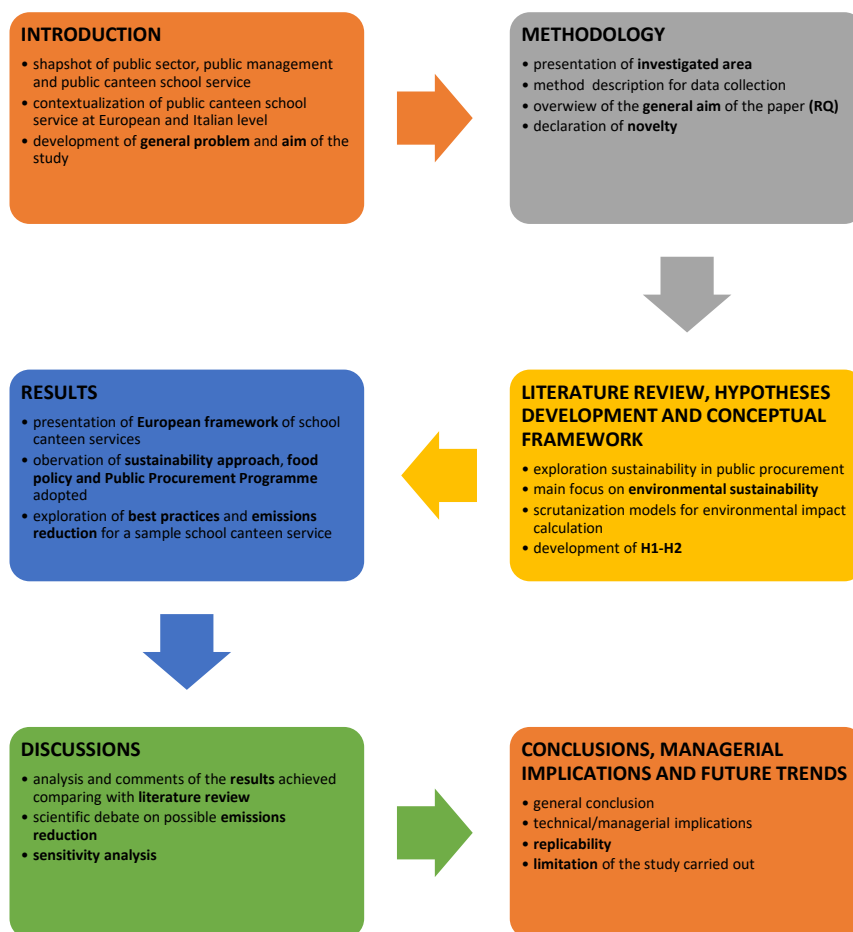 INTRODUCTION
• shapshot of public sector, public management
and public canteen school service
• contextualization of public canteen school
service at European and Italian level
• development of general problem and aim of the
study
METHODOLOGY
• presentation of investigated area
• method description for data collection
• overwiew of the general aim of the paper (RQ)
• declaration of novelty
LITERATURE REVIEW, HYPOTHESES
DEVELOPMENT AND CONCEPTUAL
FRAMEWORK
• exploration sustainability in public procurement
• main focus on environmental sustainability
• scrutanization models for environmental impact
calculation
• development of H1-H2
RESULTS
• presentation of European framework of school
canteen services
• obervation of sustainability approach, food
policy and Public Procurement Programme
adopted
• exploration of best practices and emissions
reduction for a sample school canteen service
DISCUSSIONS
• analysis and comments of the results achieved
comparing with literature review
• scientific debate on possible emissions
reduction
• sensitivity analysis
CONCLUSIONS, MANAGERIAL
IMPLICATIONS AND FUTURE TRENDS
• general conclusion
• technical/managerial implications
• replicability
• limitation of the study carried out